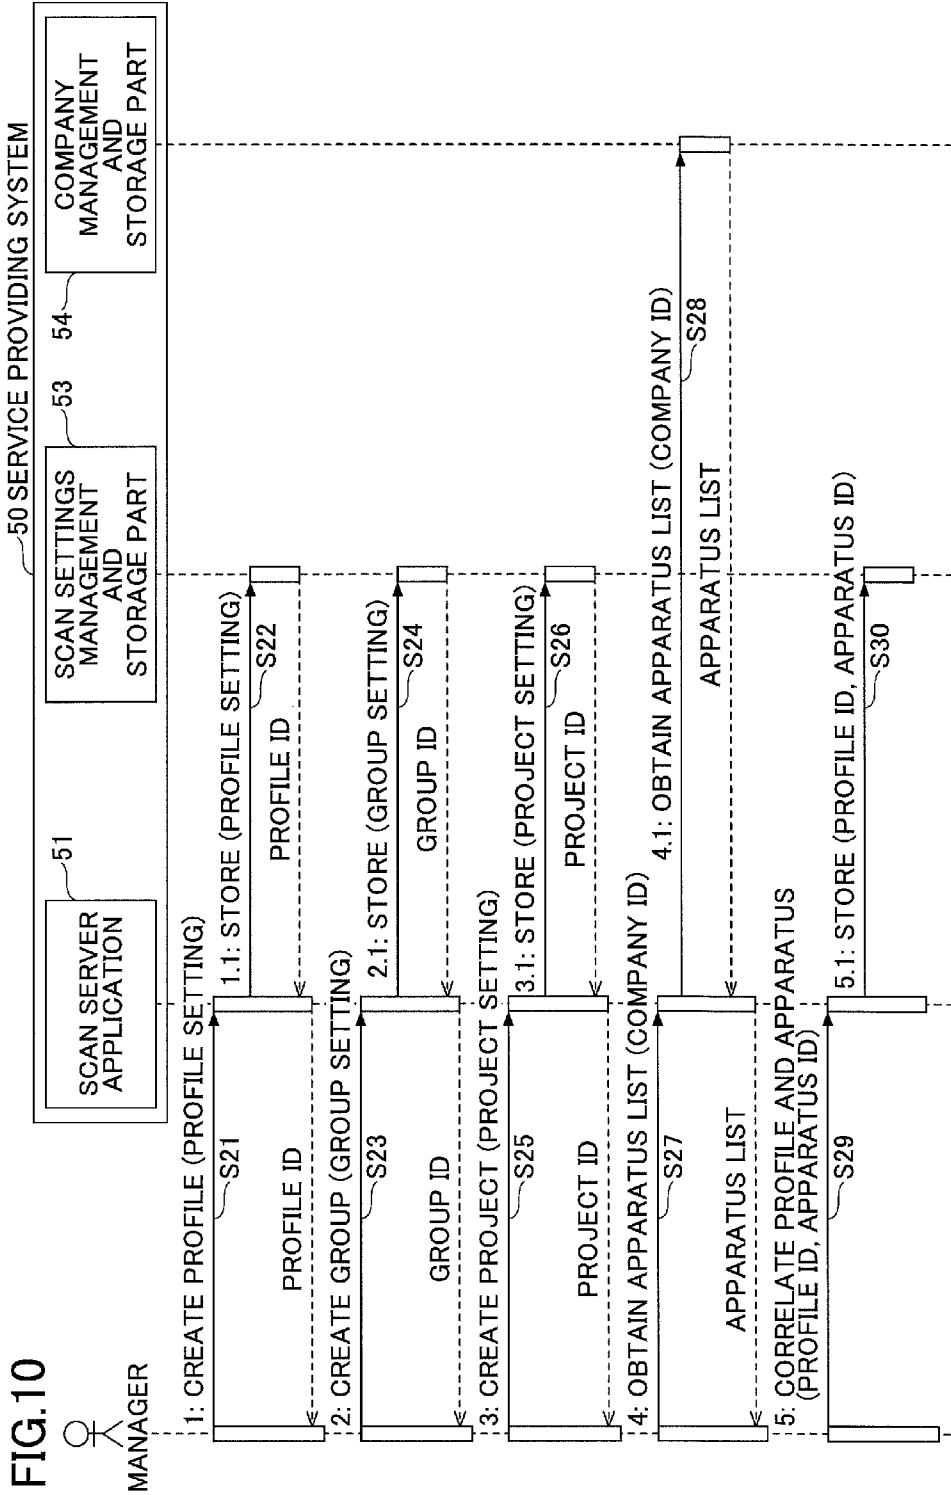 FIG.10
MANAGER
50 SERVICE PROVIDING SYSTEM
51
SCAN SERVER
APPLICATION
53
SCAN SETTINGS
MANAGEMENT
AND
STORAGE PART
54
COMPANY
MANAGEMENT
AND
STORAGE PART
1: CREATE PROFILE (PROFILE SETTING)
S21
1.1: STORE (PROFILE SETTING)
S22
PROFILE ID
PROFILE ID
2: CREATE GROUP (GROUP SETTING)
S23
2.1: STORE (GROUP SETTING)
S24
GROUP ID
GROUP ID
3: CREATE PROJECT (PROJECT SETTING)
S25
3.1: STORE (PROJECT SETTING)
S26
PROJECT ID
PROJECT ID
4: OBTAIN APPARATUS LIST (COMPANY ID)
S27
4.1: OBTAIN APPARATUS LIST (COMPANY ID)
S28
APPARATUS LIST
APPARATUS LIST
5: CORRELATE PROFILE AND APPARATUS
(PROFILE ID, APPARATUS ID)
S29
5.1: STORE (PROFILE ID, APPARATUS ID)
S30